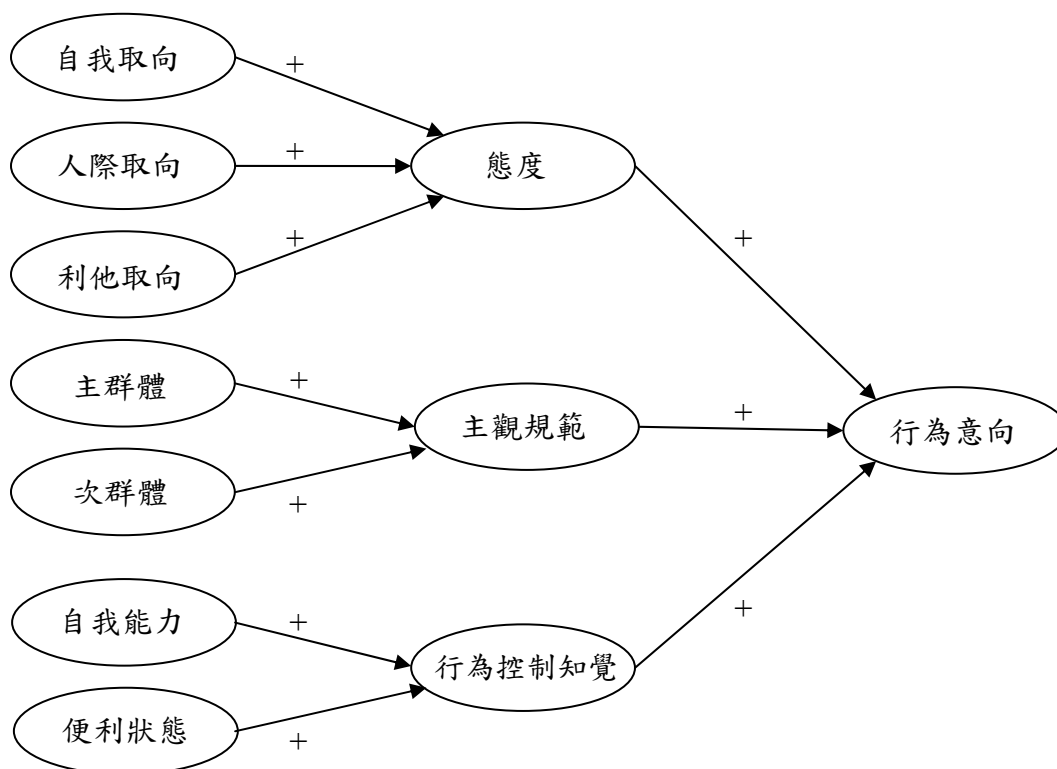 自我取向
+
人際取向
+
態度
利他取向
+
+
主群體
+
主觀規範
+
行為意向
次群體
+
自我能力
+
行為控制知覺
+
便利狀態
+